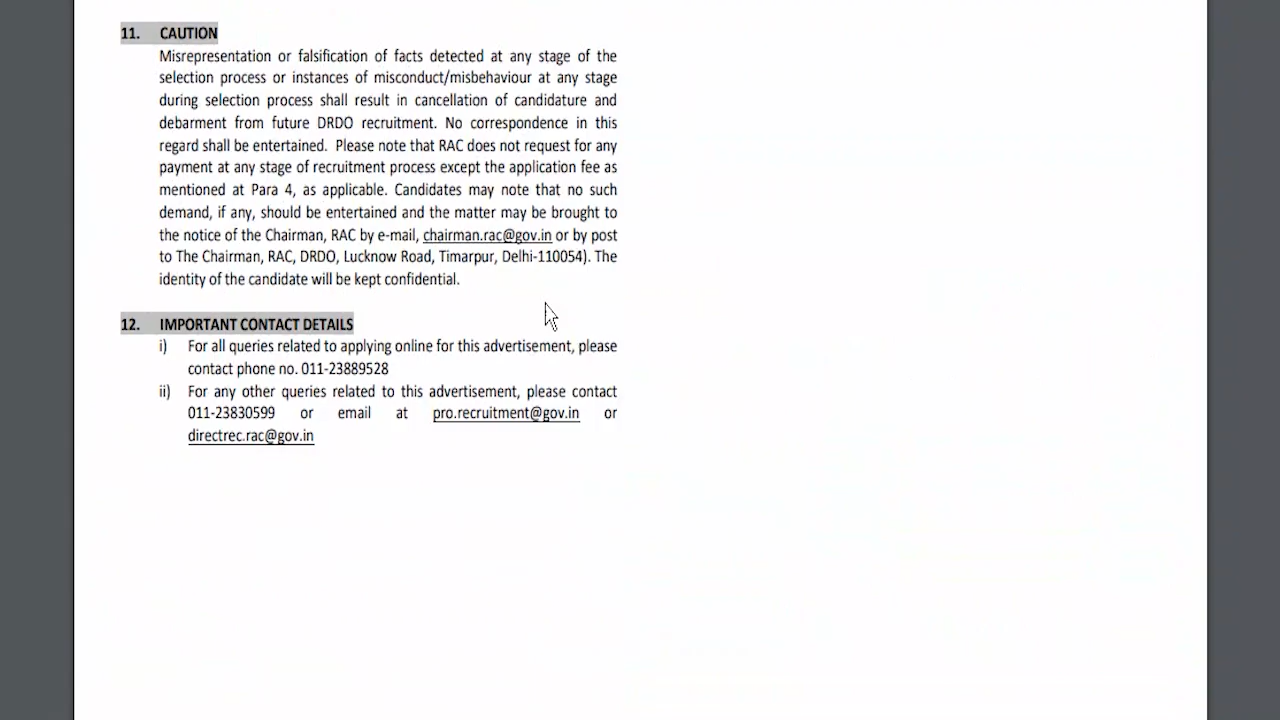 11. CAUTION
Misrepresentation or falsification of facts detected at any stage of the
selection process or instances of misconduct/misbehaviour at any stage
during selection process shall result in cancellation of candidature and
debarment from future DRDO recruitment. No correspondence in this
regard shall be entertained. Please note that RAC does not request for any
payment at any stage of recruitment process except the application fee as
mentioned at Para 4, as applicable. Candidates may note that no such
demand, if any, should be entertained and the matter may be brought to
the notice of the Chairman, RAC by e-mail, chairman.rac@gov.in or by post
to The Chairman, RAC, DRDO, Lucknow Road, Timarpur, Delhi-110054). The
identity of the candidate will be kept confidential.
12. IMPORTANT CONTACT DETAILS
i) For all queries related to applying online for this advertisement, please
contact phone no. 011-23889528
ii) For any other queries related to this advertisement, please contact
011-23830599 or email at pro.recruitment@gov.in or
directrec.rac@gov.in